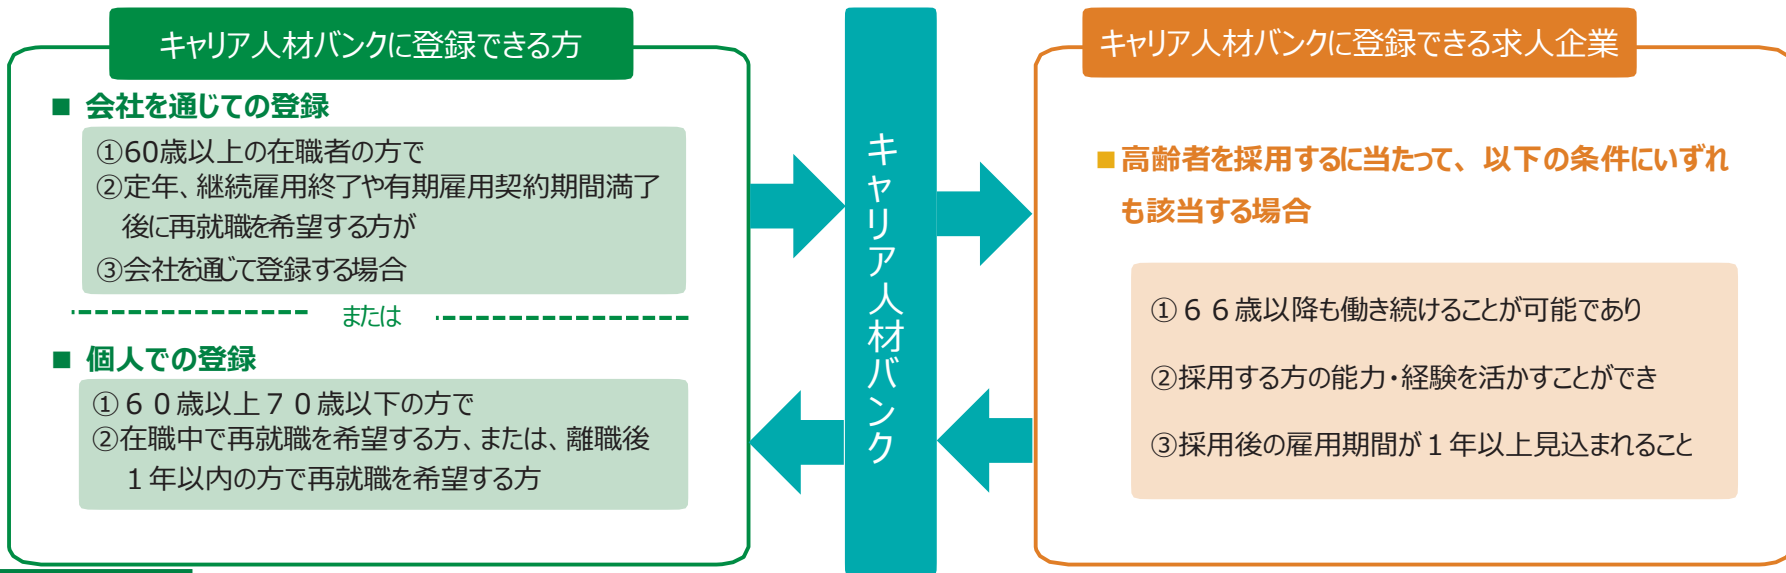 キャリア人材バンクに登録できる方
■ 会社を通じての登録
①60歳以上の在職者の方で
②定年、継続雇用終了や有期雇用契約期間満了
後に再就職を希望する方が
③会社を通じて登録する場合
または
■ 個人での登録
①６０歳以上７０歳以下の方で
②在職中で再就職を希望する方、または、離職後
１年以内の方で再就職を希望する方
キャリア人材バンク
キャリア人材バンクに登録できる求人企業
■高齢者を採用するに当たって、以下の条件にいずれ
も該当する場合
①６６歳以降も働き続けることが可能であり
②採用する方の能力・経験を活かすことができ
③採用後の雇用期間が１年以上見込まれること